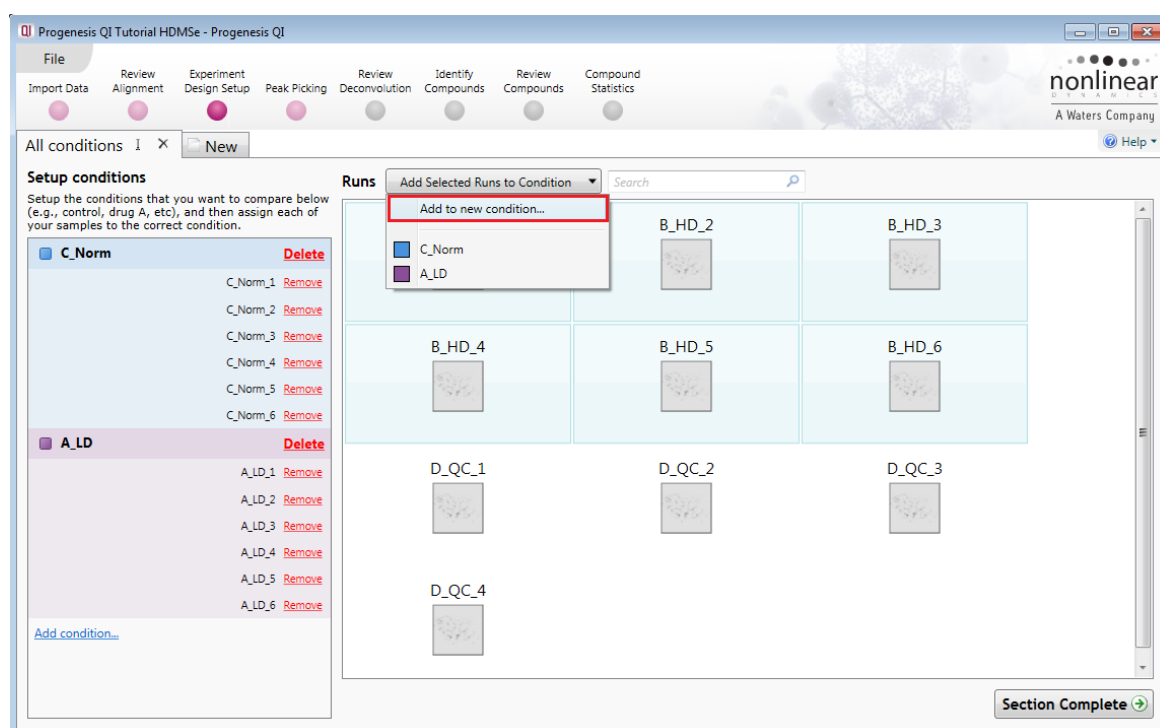 QI Progenesis QI Tutorial HDMSe - Progenesis QI
File
Import Data
Review Alignment
Experiment Design Setup
Peak Picking
Review Deconvolution
Identify Compounds
Review Compounds
Compound Statistics
nonlinear
DYNAMICS
A Waters Company
All conditions
New
Help
Setup conditions
Setup the conditions that you want to compare below
(e.g., control, drug A, etc), and then assign each of
your samples to the correct condition.
C_Norm Delete
C_Norm_1 Remove
C_Norm_2 Remove
C_Norm_3 Remove
C_Norm_4 Remove
C_Norm_5 Remove
C_Norm_6 Remove
A_LD Delete
A_LD_1 Remove
A_LD_2 Remove
A_LD_3 Remove
A_LD_4 Remove
A_LD_5 Remove
A_LD_6 Remove
Add condition...
Runs Add Selected Runs to Condition Search
Add to new condition...
C_Norm
A_LD
B_HD_2 B_HD_3
B_HD_4 B_HD_5 B_HD_6
D_QC_1 D_QC_2 D_QC_3
D_QC_4
Section Complete